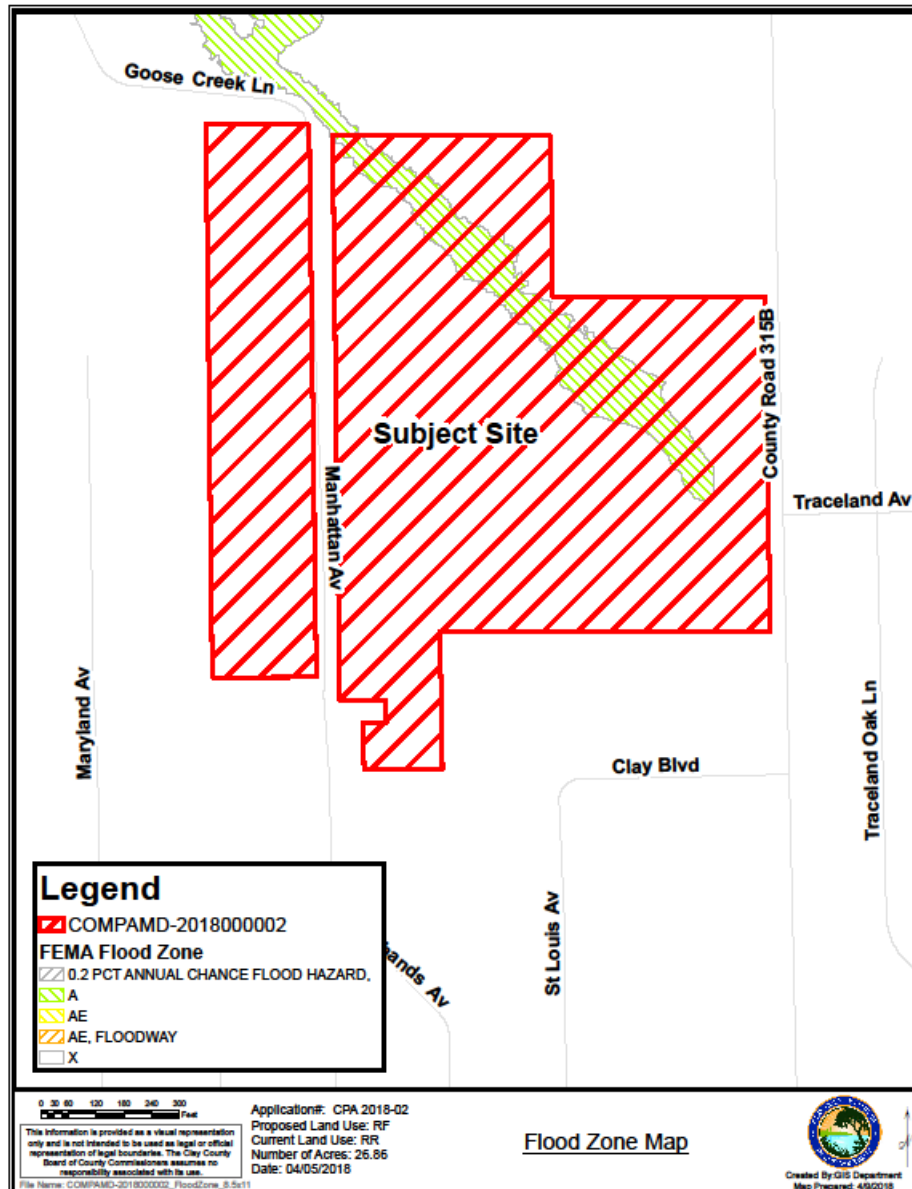 Goose Creek Ln
County Road 315B
Subject Site
Manhattan Av
Traceland Av
Maryland Av
Traceland Oak Ln
Clay Blvd
St Louis Av
Av
Legend
COMPAMD-2018000002
FEMA Flood Zone
0.2 PCT ANNUAL CHANCE FLOOD HAZARD,
A
AE
AE, FLOODWAY
X
0 30 60 120 180 240 300
Feet
This information is provided as a visual representation
only and is not intended to be used as legal or official
representation of legal boundaries. The Clay County
Board of County Commissioners assumes no
responsibility associated with its use.
File Name: COMPAMD-2018000002_FloodZone_8.5x11
Application#: CPA 2018-02
Proposed Land Use: RF
Current Land Use: RR
Number of Acres: 26.86
Date: 04/05/2018
Flood Zone Map
Created By:GIS Department
Map Prepared: 4/9/2018